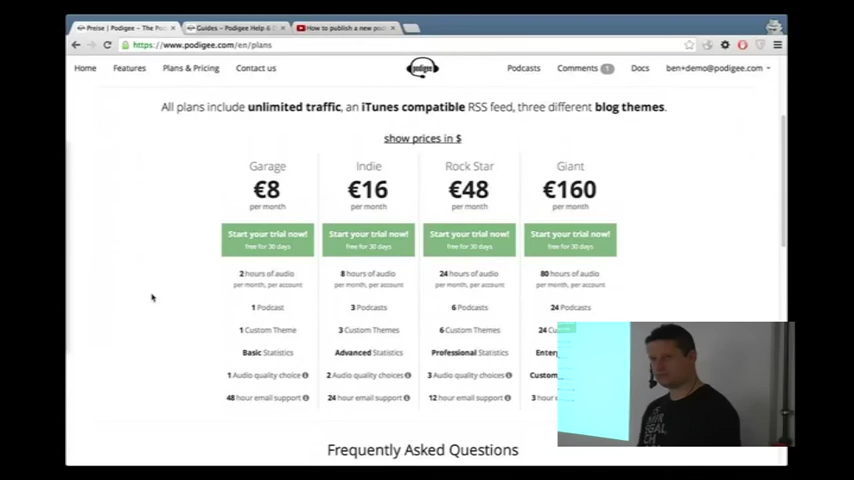 Preise | Podigee – The Po
Guides – Podigee Help &
How to publish a new pod
https://www.podigee.com/en/plans
Home
Features
Plans & Pricing
Contact us
podigee
Podcasts
Comments 1
Docs
ben+demo@podigee.com
All plans include unlimited traffic, an iTunes compatible RSS feed, three different blog themes.
show prices in $
Garage
Indie
Rock Star
Giant
€8
€16
€48
€160
per month
per month
per month
per month
Start your trial now!
Start your trial now!
Start your trial now!
Start your trial now!
free for 30 days
free for 30 days
free for 30 days
free for 30 days
2 hours of audio
8 hours of audio
24 hours of audio
80 hours of audio
per month, per account
per month, per account
per month, per account
per month, per account
1 Podcast
3 Podcasts
6 Podcasts
24 Podcasts
1 Custom Theme
3 Custom Themes
6 Custom Themes
24 Cu
Basic Statistics
Advanced Statistics
Professional Statistics
Enter
1 Audio quality choice
2 Audio quality choices
3 Audio quality choices
Custom
48 hour email support
24 hour email support
12 hour email support
3 hour
Frequently Asked Questions